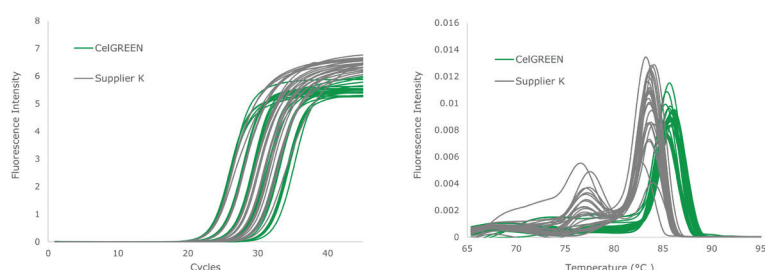 8
7
6
5
4
3
2
1
0
Fluorescence Intensity
CelGREEN
Supplier K
0 10 20 30 40
Cycles
0.016
0.014
0.012
0.01
0.008
0.006
0.004
0.002
0
Fluorescence Intensity
CelGREEN
Supplier K
65 70 75 80 85 90 95
Temperature (°C )